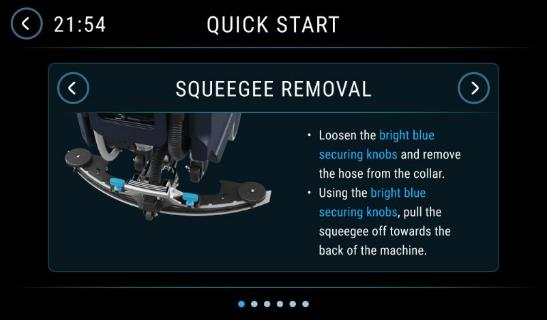 21:54
QUICK START
SQUEEGEE REMOVAL
• Loosen the bright blue
securing knobs and remove
the hose from the collar.
• Using the bright blue
securing knobs, pull the
squeegee off towards the
back of the machine.